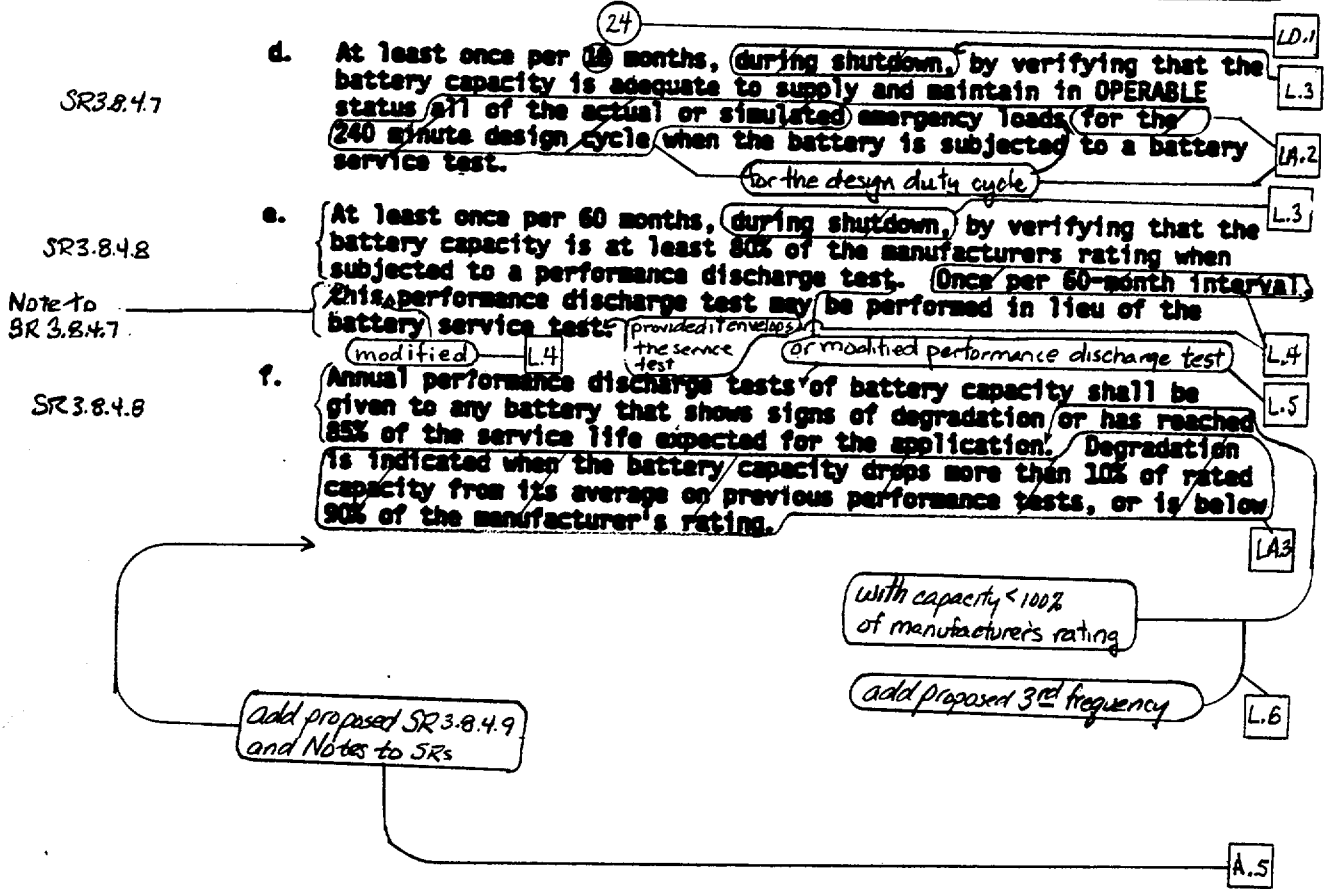 24
LD.1
d. At least once per 18 months, during shutdown, by verifying that the
L.3
battery capacity is adequate to supply and maintain in OPERABLE
SR3.8.4.7
status all of the actual or simulated emergency loads for the
240 minute design cycle when the battery is subjected to a battery
LA.2
service test.
for the design duty cycle
L.3
e. At least once per 60 months, during shutdown, by verifying that the
SR3.8.4.8
battery capacity is at least 80% of the manufacturers rating when
subjected to a performance discharge test. Once per 60-month interval
Note to
SR 3.8.4.7
this performance discharge test may be performed in lieu of the
battery service test.
provided it envelops
the service
test
modified
L.4
or modified performance discharge test
L.4
L.5
f. Annual performance discharge tests of battery capacity shall be
SR3.8.4.8
given to any battery that shows signs of degradation or has reached
85% of the service life expected for the application. Degradation
is indicated when the battery capacity drops more than 10% of rated
capacity from its average on previous performance tests, or is below
90% of the manufacturer's rating.
LA3
with capacity < 100%
of manufacturer's rating
add proposed 3rd frequency
L.6
add proposed SR3.8.4.9
and Notes to SRs
A.5